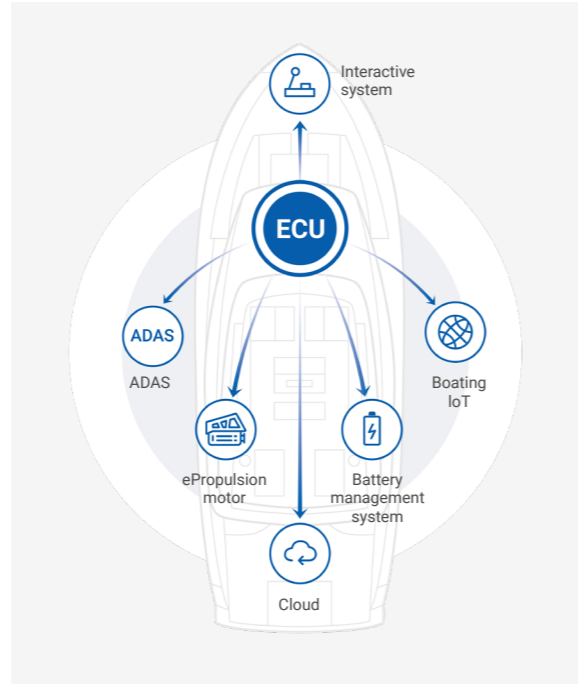 Interactive
system
ECU
ADAS
ADAS
Boating
IoT
ePropulsion
motor
Battery
management
system
Cloud